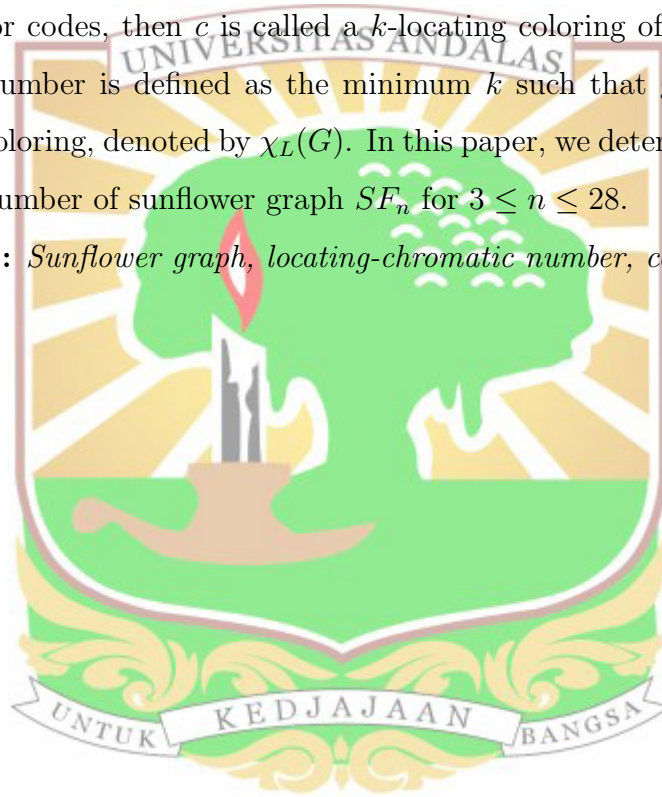 or codes, then c is called a k-locating coloring of
UNIVERSITAS ANDALAS
umber is defined as the minimum k such that
oloring, denoted by χ_L(G). In this paper, we deter
umber of sunflower graph SF_n for 3 ≤ n ≤ 28.
: Sunflower graph, locating-chromatic number, c
UNTUK KEDJAJAAN BANGSA